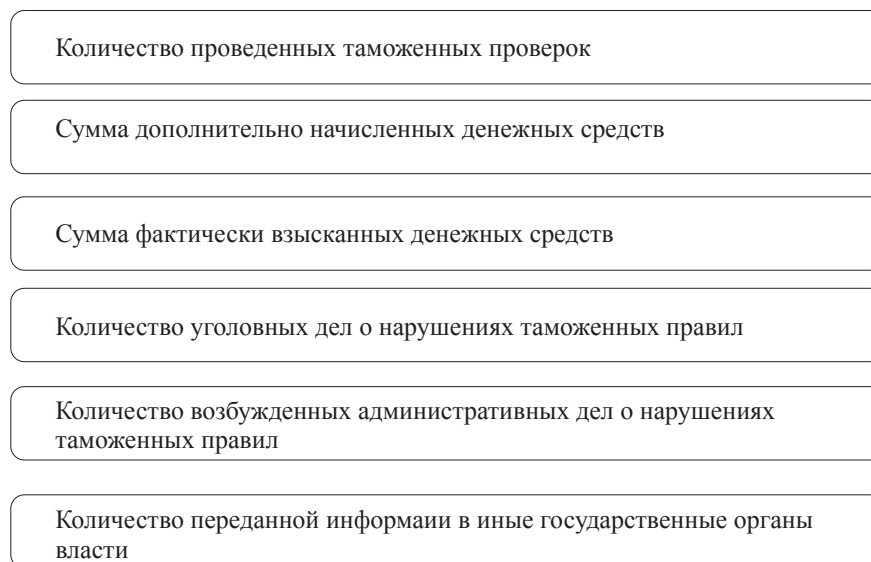 Количество проведенных таможенных проверок
Сумма дополнительно начисленных денежных средств
Сумма фактически взысканных денежных средств
Количество уголовных дел о нарушениях таможенных правил
Количество возбужденных административных дел о нарушениях
таможенных правил
Количество переданной информаии в иные государственные органы
власти